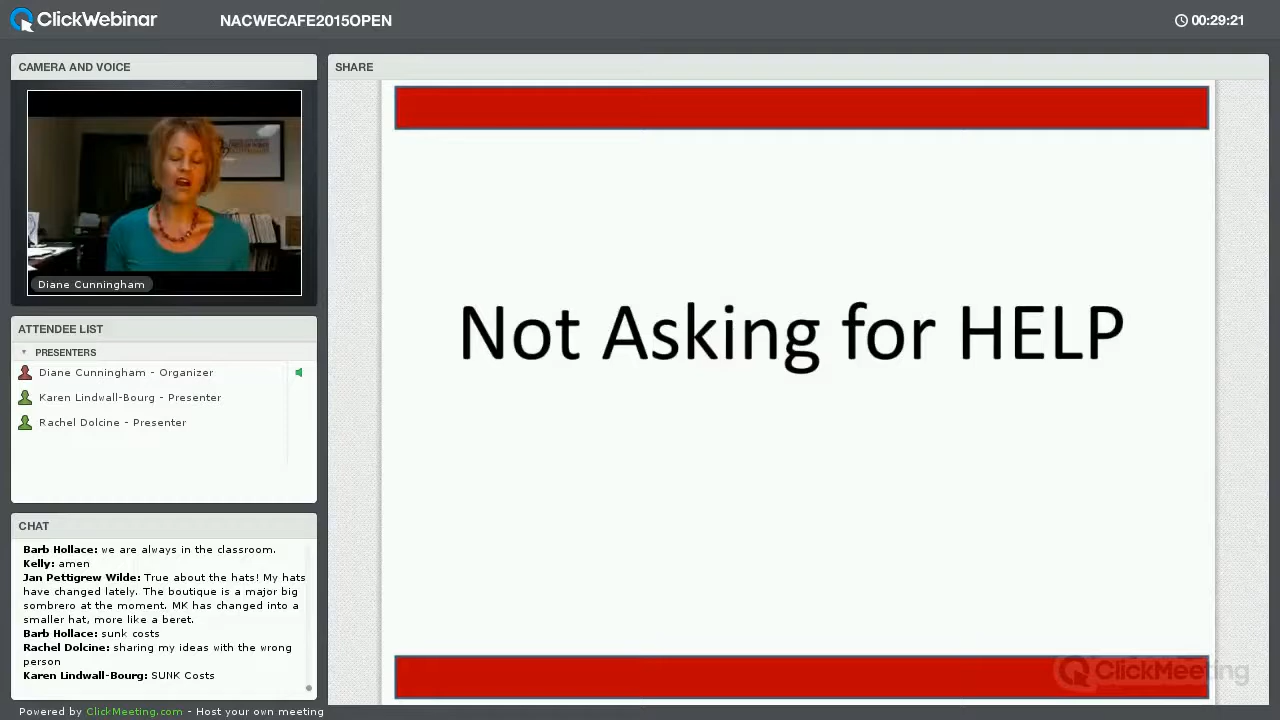 ClickWebinar
NACWECAFE2015OPEN
00:29:21
CAMERA AND VOICE
Diane Cunningham
SHARE
Not Asking for HELP
ClickMeeting
ATTENDEE LIST
PRESENTERS
Diane Cunningham - Organizer
Karen Lindwall-Bourg - Presenter
Rachel Dolcine - Presenter
CHAT
Barb Hollace: we are always in the classroom.
Kelly: amen
Jan Pettigrew Wilde: True about the hats! My hats
have changed lately. The boutique is a major big
sombrero at the moment. MK has changed into a
smaller hat, more like a beret.
Barb Hollace: sunk costs
Rachel Dolcine: sharing my ideas with the wrong
person
Karen Lindwall-Bourg: SUNK Costs
Powered by ClickMeeting.com - Host your own meeting